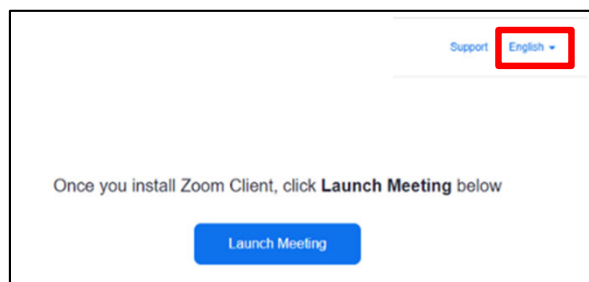 Support English
Once you install Zoom Client, click Launch Meeting below
Launch Meeting